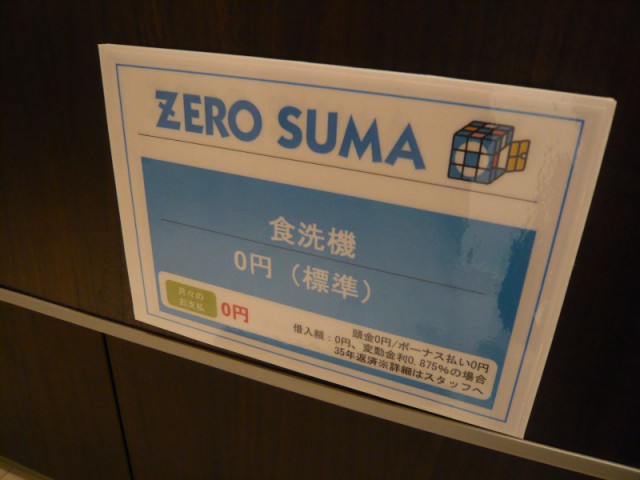 ZERO SUMA
食洗機
0円（標準）
月々の
お支払
0円
頭金0円/ボーナス払い0円
借入額：0円、変動金利0.875%の場合
35年返済※詳細はスタッフへ